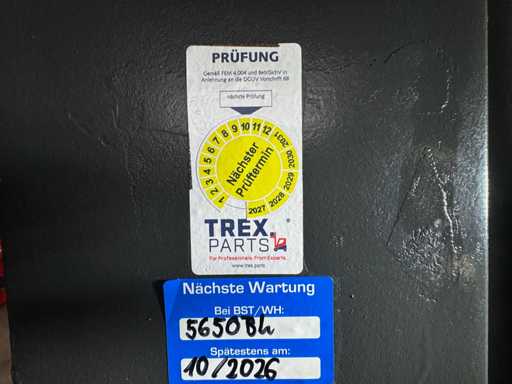 PRÜFUNG
Gemäß FEM 4.004 und BetrSichV in
Anlehnung an die DGUV Vorschrift 68
nächste Prüfung
1 2 3 4 5 6 7 8 9 10 11 12 2031 2030 2029 2028 2027
Nächster
Prüftermin
TREX
PARTS
For Professionals. From Experts.
www.trex.parts
Nächste Wartung
Bei BST/WH:
5650Bh
Spätestens am:
10/2026